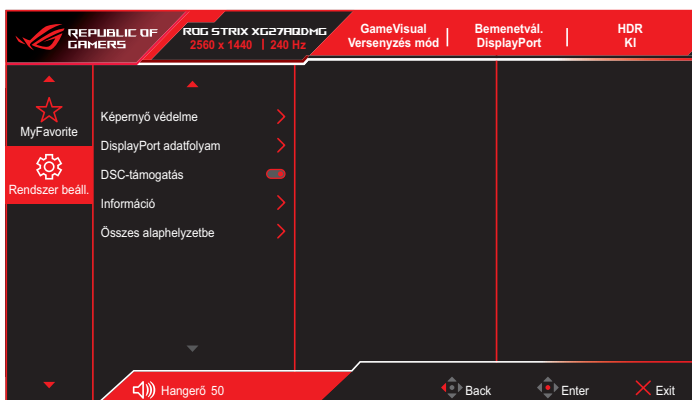 REPUBLIC OF
GAMERS
ROG STRIX XG27AQDMG
2560 x 1440 | 240 Hz
GameVisual
Versenyzés mód
Bemenetvál.
DisplayPort
HDR
KI
MyFavorite
Rendszer beáll.
Képernyő védelme
DisplayPort adatfolyam
DSC-támogatás
Információ
Összes alaphelyzetbe
Hangerő 50
Back
Enter
Exit